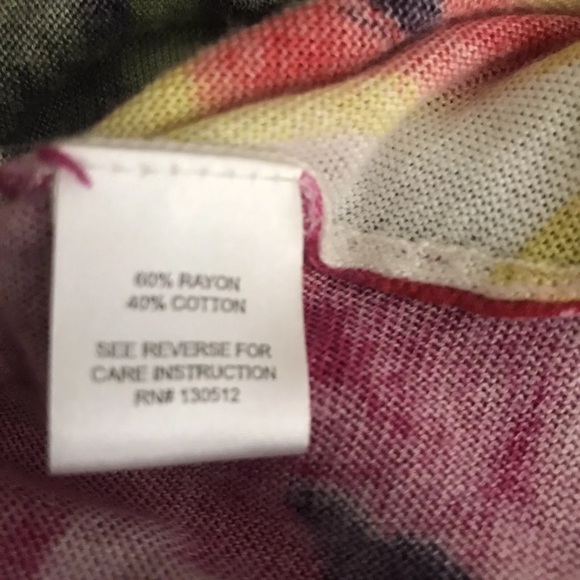 60% RAYON
40% COTTON
SEE REVERSE FOR
CARE INSTRUCTION
RN# 130512